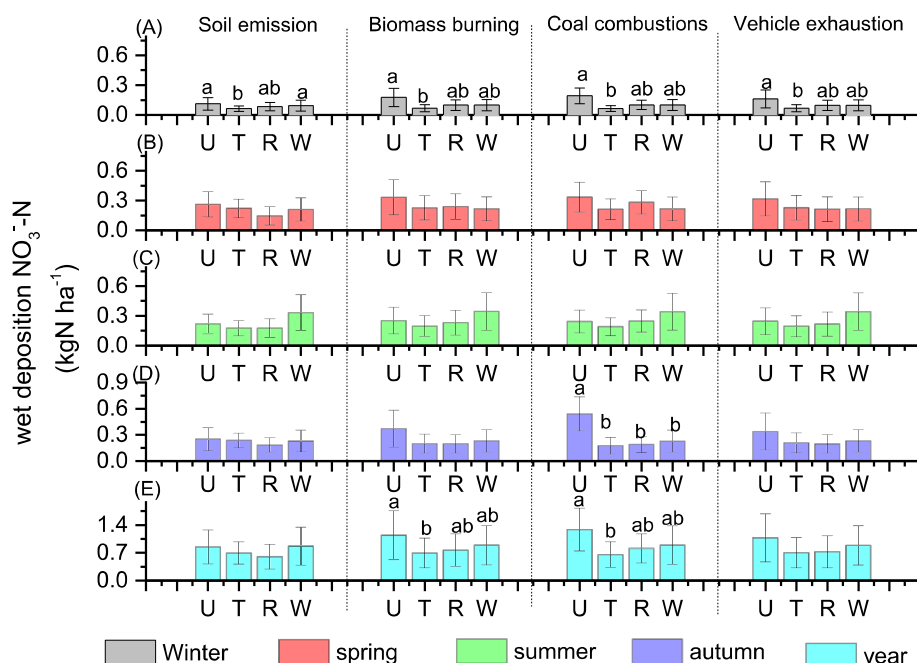 Soil emission Biomass burning Coal combustions Vehicle exhaustion
(A)
0.6
0.3
0.0
a b ab a a b ab ab a b ab ab a b ab ab
U T R W U T R W U T R W U T R W
(B)
0.6
0.3
0.0
U T R W U T R W U T R W U T R W
(C)
0.6
0.3
0.0
U T R W U T R W U T R W U T R W
(D)
0.9
0.6
0.3
0.0
a b b b
U T R W U T R W U T R W U T R W
(E)
1.4
0.7
0.0
a b ab ab a b ab ab
U T R W U T R W U T R W U T R W
wet deposition NO₃⁻-N
(kgN ha⁻¹)
Winter spring summer autumn year